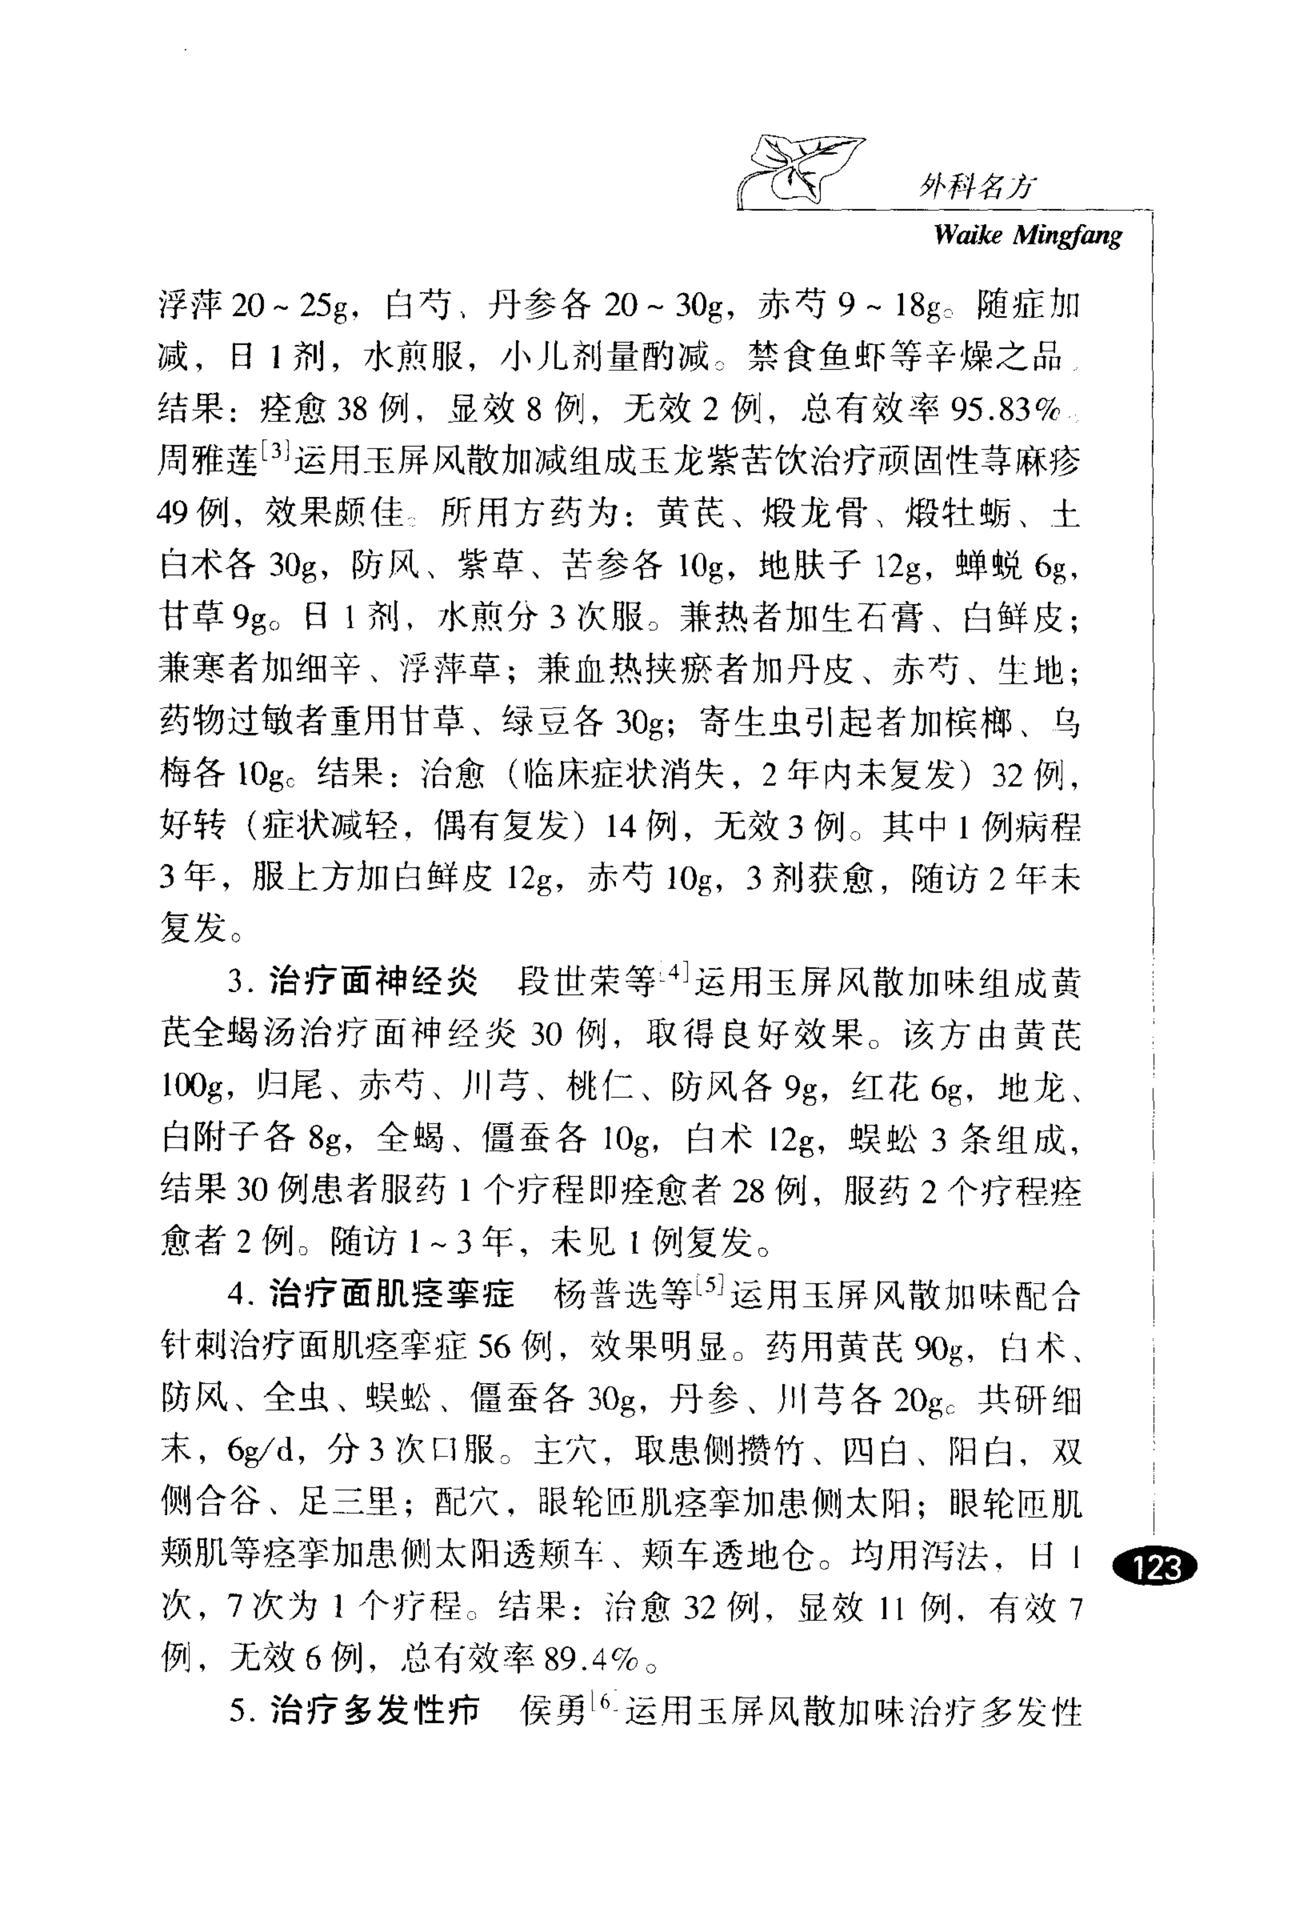 外科名方
Waike Mingfang
浮萍 20～25g，白芍、丹参各 20～30g，赤芍 9～18g。随症加
减，日 1 剂，水煎服，小儿剂量酌减。禁食鱼虾等辛燥之品。
结果：痊愈 38 例，显效 8 例，无效 2 例，总有效率 95.83%。
周雅莲[3]运用玉屏风散加减组成玉龙紫苦饮治疗顽固性荨麻疹
49 例，效果颇佳。所用方药为：黄芪、煅龙骨、煅牡蛎、土
白术各 30g，防风、紫草、苦参各 10g，地肤子 12g，蝉蜕 6g，
甘草 9g。日 1 剂，水煎分 3 次服。兼热者加生石膏、白鲜皮；
兼寒者加细辛、浮萍草；兼血热挟瘀者加丹皮、赤芍、生地；
药物过敏者重用甘草、绿豆各 30g；寄生虫引起者加槟榔、乌
梅各 10g。结果：治愈（临床症状消失，2 年内未复发）32 例，
好转（症状减轻，偶有复发）14 例，无效 3 例。其中 1 例病程
3 年，服上方加白鲜皮 12g，赤芍 10g，3 剂获愈，随访 2 年未
复发。
3. 治疗面神经炎　段世荣等[4]运用玉屏风散加味组成黄
芪全蝎汤治疗面神经炎 30 例，取得良好效果。该方由黄芪
100g，归尾、赤芍、川芎、桃仁、防风各 9g，红花 6g，地龙、
白附子各 8g，全蝎、僵蚕各 10g，白术 12g，蜈蚣 3 条组成，
结果 30 例患者服药 1 个疗程即痊愈者 28 例，服药 2 个疗程痊
愈者 2 例。随访 1～3 年，未见 1 例复发。
4. 治疗面肌痉挛症　杨普选等[5]运用玉屏风散加味配合
针刺治疗面肌痉挛症 56 例，效果明显。药用黄芪 90g，白术、
防风、全虫、蜈蚣、僵蚕各 30g，丹参、川芎各 20g。共研细
末，6g/d，分 3 次口服。主穴，取患侧攒竹、四白、阳白，双
侧合谷、足三里；配穴，眼轮匝肌痉挛加患侧太阳；眼轮匝肌
颊肌等痉挛加患侧太阳透颊车、颊车透地仓。均用泻法，日 1
次，7 次为 1 个疗程。结果：治愈 32 例，显效 11 例，有效 7
例，无效 6 例，总有效率 89.4%。
5. 治疗多发性疖　侯勇[6]运用玉屏风散加味治疗多发性
123